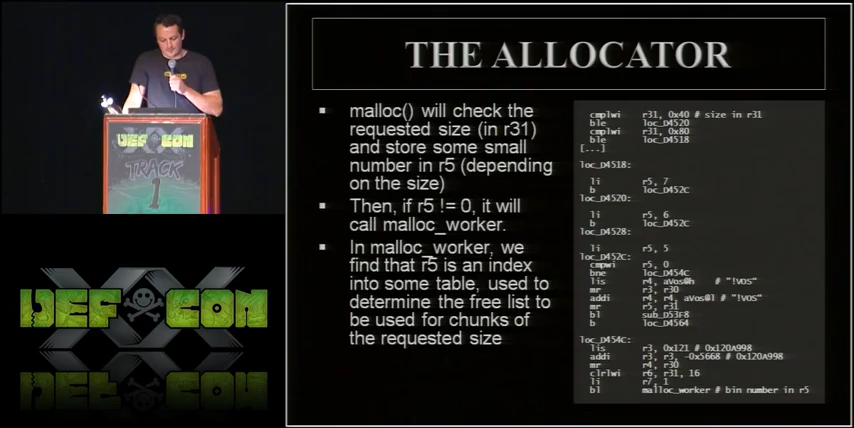 THE ALLOCATOR
malloc() will check the
requested size (in r31)
and store some small
number in r5 (depending
on the size)
Then, if r5 != 0, it will
call malloc_worker.
In malloc_worker, we
find that r5 is an index
into some table, used to
determine the free list to
be used for chunks of
the requested size
cmplwi r31, 0x40 # size in r31
ble loc_D4520
cmplwi r31, 0x80
ble loc_D4518
[...]
loc_D4518:
li r5, 7
b loc_D452C
loc_D4520:
li r5, 6
b loc_D452C
loc_D4528:
li r5, 5
loc_D452C:
cmpwi r5, 0
bne loc_D454C
lis r4, aVos@h # "!VOS"
mr r3, r30
addi r4, r4, aVos@l # "!VOS"
mr r5, r31
bl sub_D53F8
b loc_D4564
loc_D454C:
lis r3, 0x121 # 0x120A998
addi r3, r3, -0x5668 # 0x120A998
mr r4, r30
clrlwi r6, r31, 16
li r7, 1
bl malloc_worker # bin number in r5
DEF CON
TRACK
1
XX
DEF CON